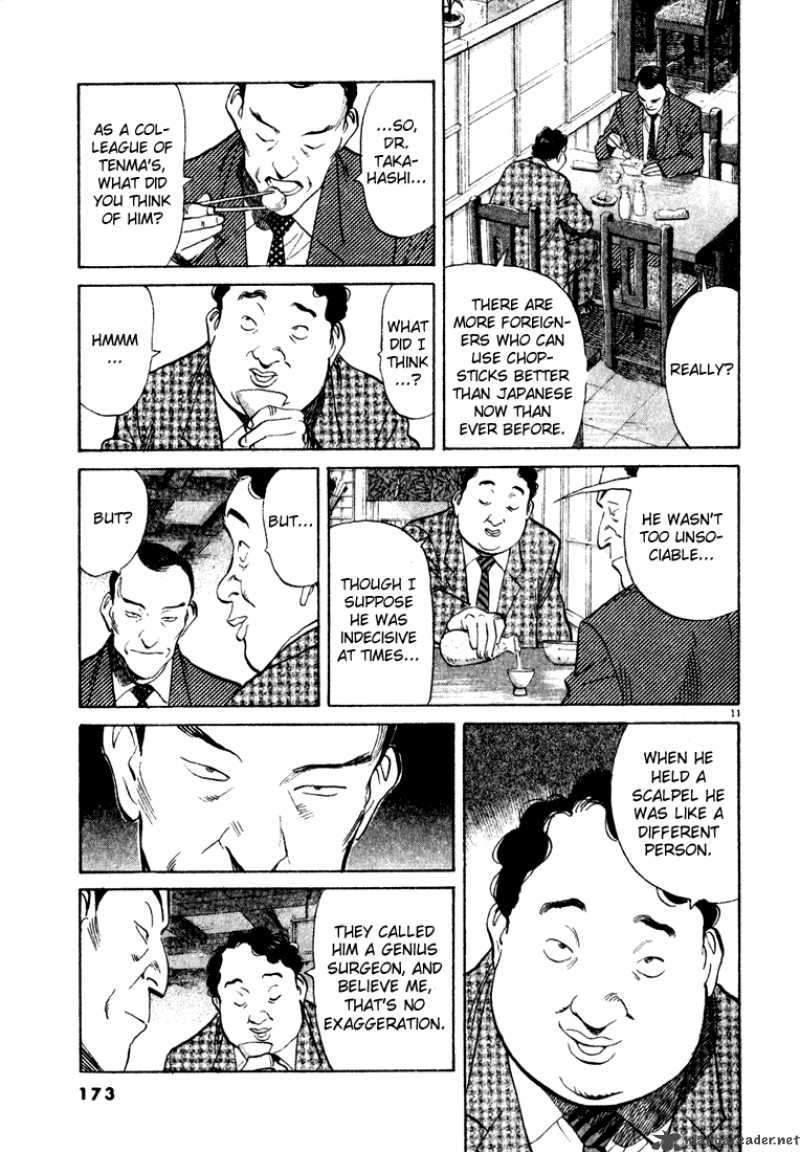 REALLY?
THERE ARE
MORE FOREIGN-
ERS WHO CAN
USE CHOP-
STICKS BETTER
THAN JAPANESE
NOW THAN
EVER BEFORE.
...SO,
DR.
TAKA-
HASHI...
AS A COL-
LEAGUE OF
TENMA'S,
WHAT DID
YOU THINK
OF HIM?
WHAT
DID I
THINK
...?
HMMM
...
HE WASN'T
TOO UNSO-
CIABLE...
THOUGH I
SUPPOSE
HE WAS
INDECISIVE
AT TIMES...
BUT...
BUT?
11
WHEN HE
HELD A
SCALPEL HE
WAS LIKE A
DIFFERENT
PERSON.
THEY CALLED
HIM A GENIUS
SURGEON, AND
BELIEVE ME,
THAT'S NO
EXAGGERATION.
173
mangareader.net